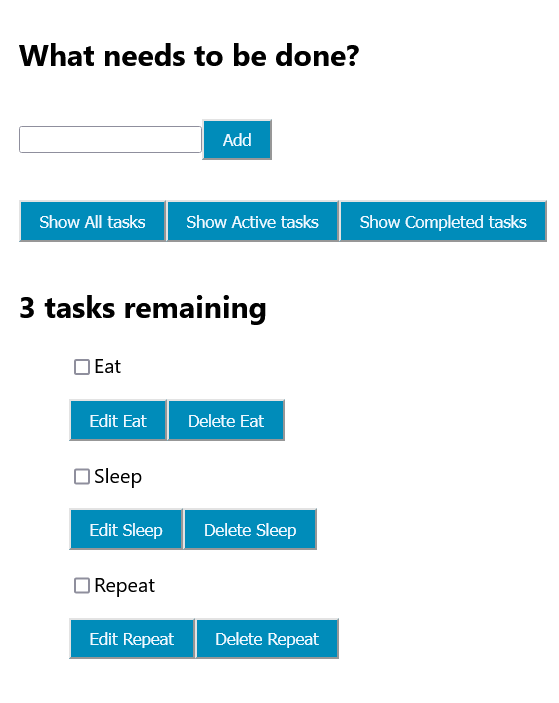 What needs to be done?
Add
Show All tasks Show Active tasks Show Completed tasks
3 tasks remaining
Eat
Edit Eat Delete Eat
Sleep
Edit Sleep Delete Sleep
Repeat
Edit Repeat Delete Repeat